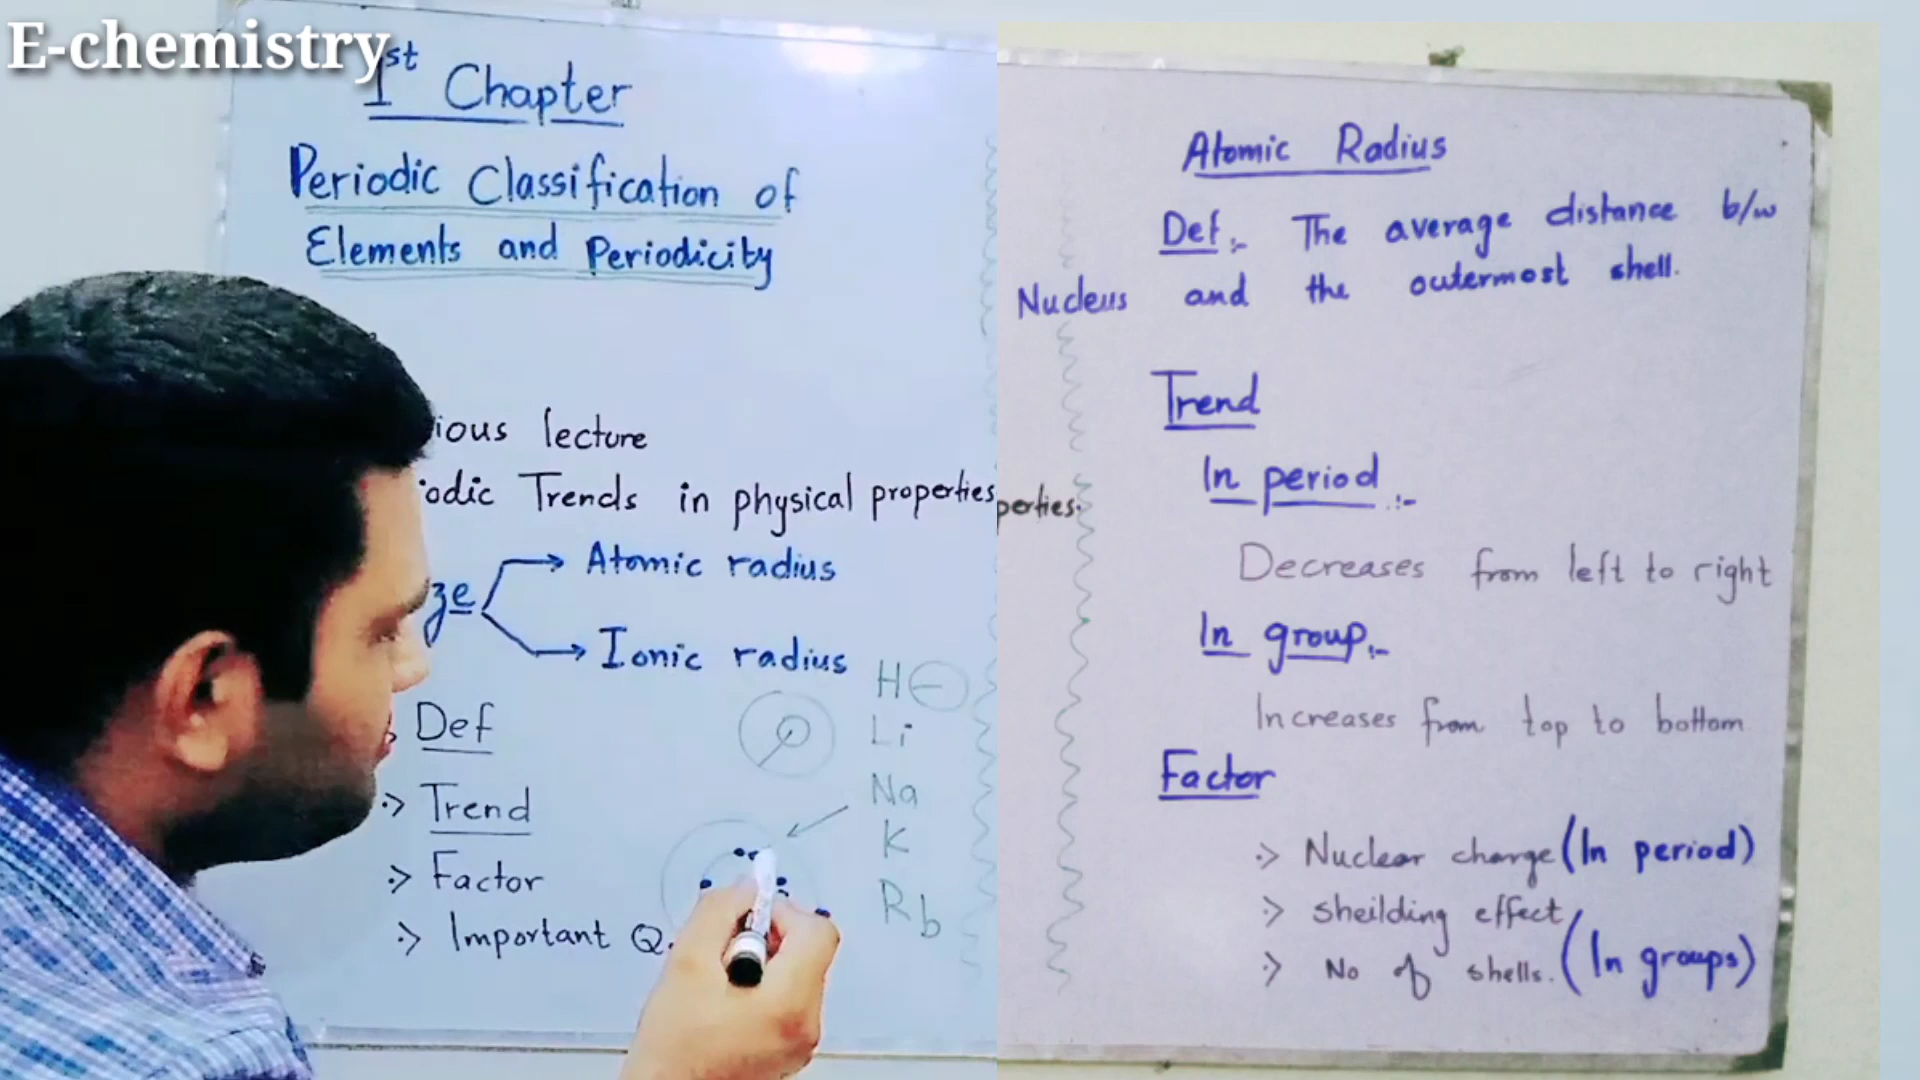 E-chemistry
1st Chapter
Periodic Classification of
Elements and Periodicity
ious lecture
odic Trends in physical properties
ze → Atomic radius
→ Ionic radius
Def
Trend
Factor
Important Q.
H
Li
Na
K
Rb
perties.
Atomic Radius
Def:- The average distance b/w
Nucleus and the outermost shell.
Trend
In period :-
Decreases from left to right
In group:-
Increases from top to bottom
Factor
Nuclear charge (In period)
sheilding effect
No of shells. (In groups)